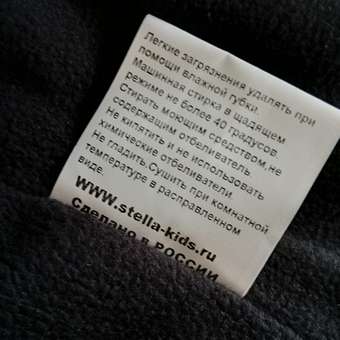 Легкие загрязнения удалять при
помощи влажной губки.
Машинная стирка в щадящем
режиме не более 40 градусов.
Стирать моющим средством,не
содержащим отбеливатель.
Не кипятить и не использовать
химические отбеливатели.
Не гладить.Сушить при комнатной
температуре в расправленном
виде.
www.stella-kids.ru
Сделано в РОССИИ